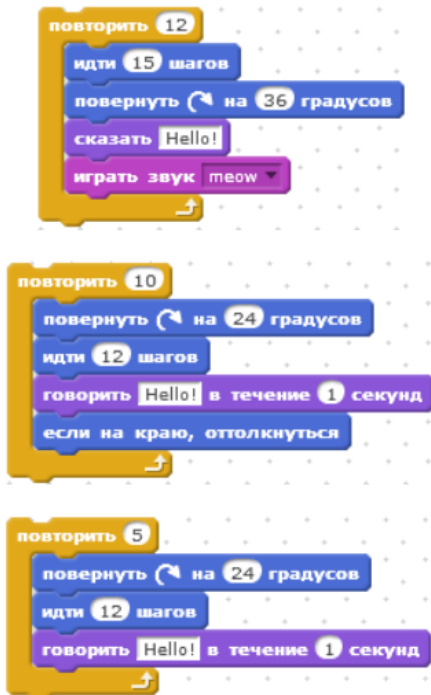 повторить 12
идти 15 шагов
повернуть на 36 градусов
сказать Hello!
играть звук meow
повторить 10
повернуть на 24 градусов
идти 12 шагов
говорить Hello! в течение 1 секунд
если на краю, оттолкнуться
повторить 5
повернуть на 24 градусов
идти 12 шагов
говорить Hello! в течение 1 секунд